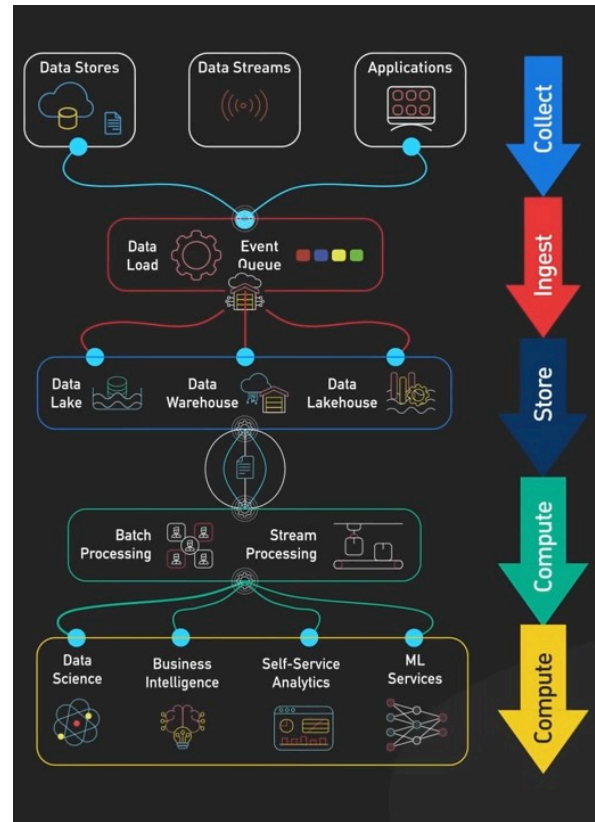 Data Stores
Data Streams
Applications
Collect
Data
Load
Event
Queue
Ingest
Data
Lake
Data
Warehouse
Data
Lakehouse
Store
Batch
Processing
Stream
Processing
Compute
Data
Science
Business
Intelligence
Self-Service
Analytics
ML
Services
Compute